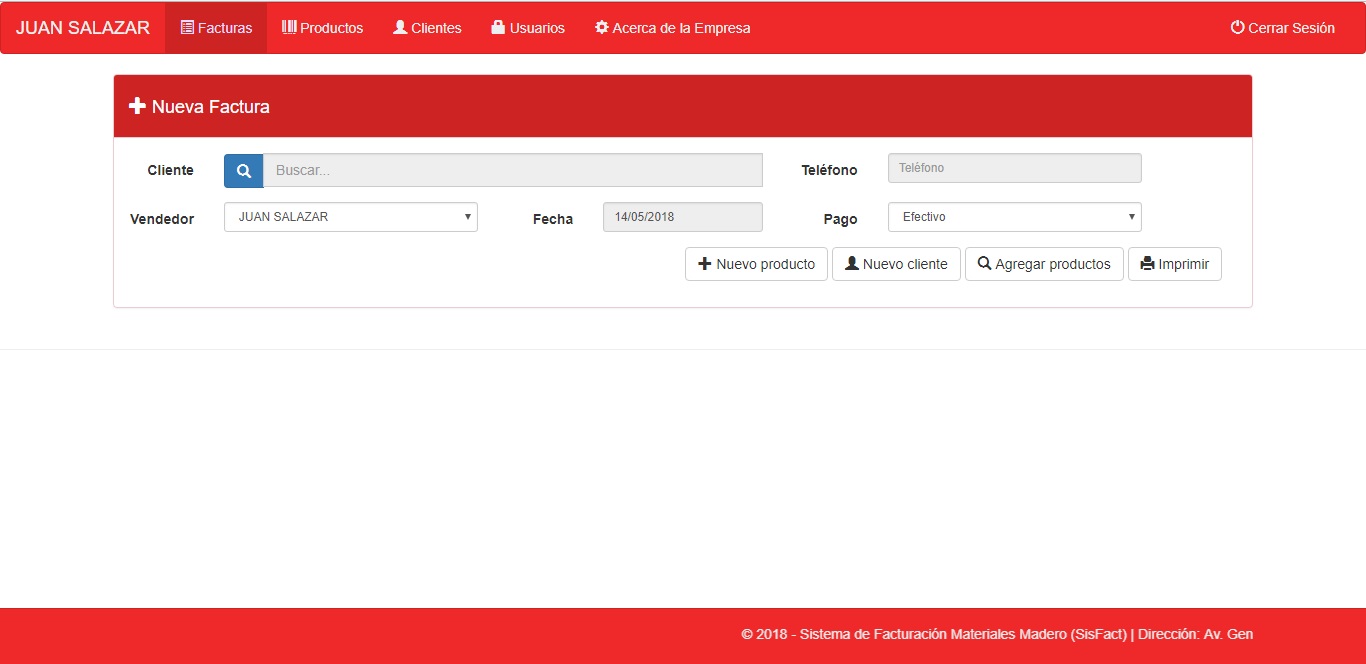 JUAN SALAZAR Facturas Productos Clientes Usuarios Acerca de la Empresa Cerrar Sesión
Nueva Factura
Cliente Buscar... Teléfono Teléfono
Vendedor JUAN SALAZAR Fecha 14/05/2018 Pago Efectivo
Nuevo producto Nuevo cliente Agregar productos Imprimir
© 2018 - Sistema de Facturación Materiales Madero (SisFact) | Dirección: Av. Gen